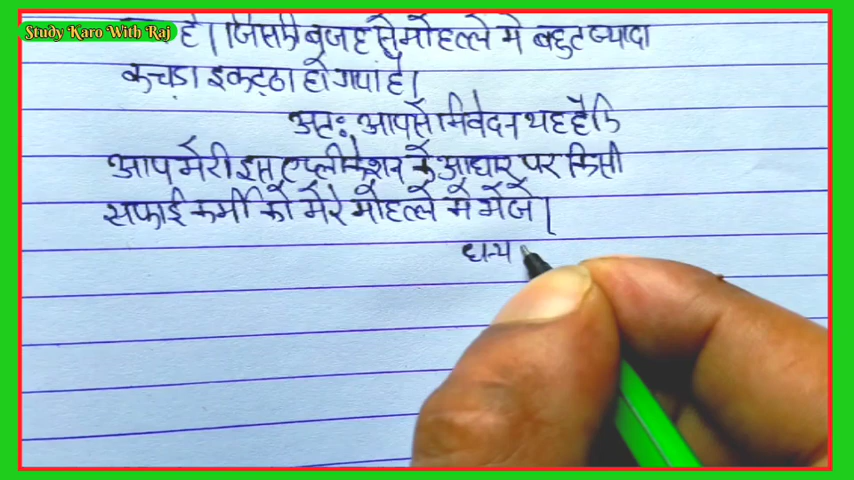 Study Karo With Raj
है। जिसकी बुजह से मोहल्ले मे बहुट ज्यादा
कचड़ा इकट्ठा हो गया है।
अतः आपसे निवेदन यह है कि
आप मेरी इस एप्लीकेशन के आधार पर किसी
सफाई कर्मी को मेरे मोहल्ले मे भेजे।
धन्य